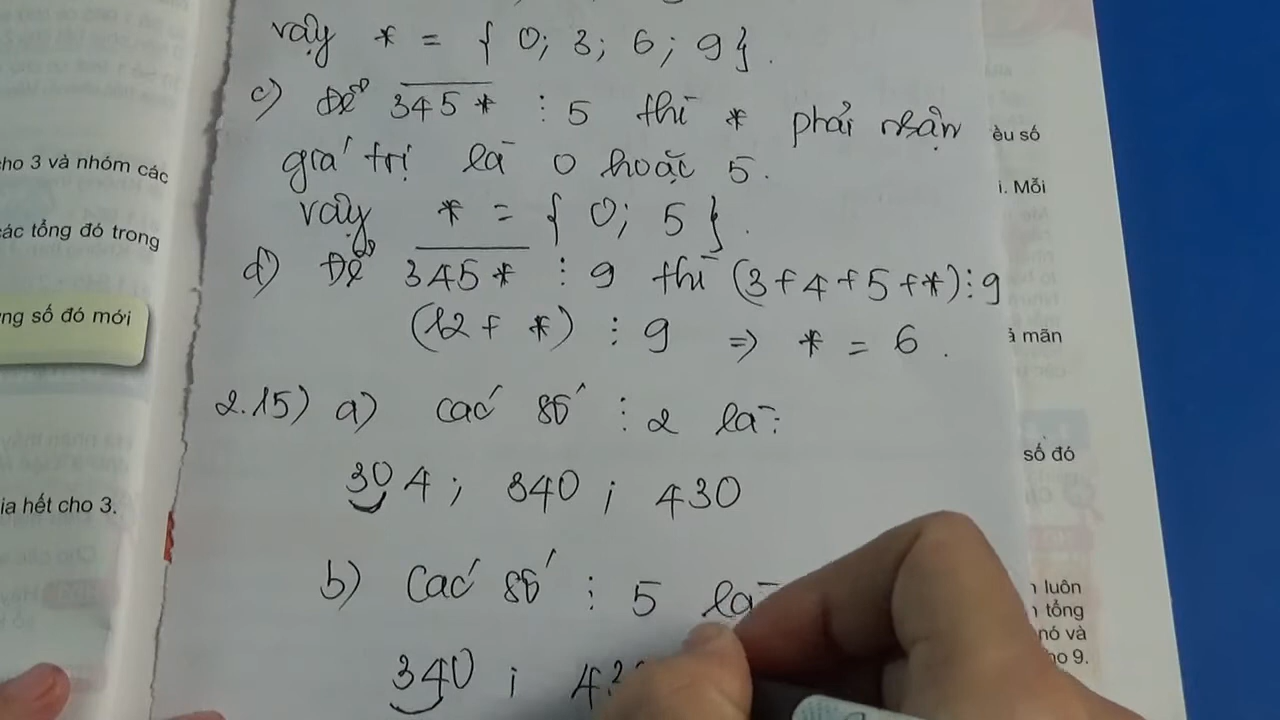 vậy * = { 0; 3; 6; 9}.
c) Để 345* ⋮ 5 thì * phải nhận
giá trị là 0 hoặc 5.
vậy * = { 0; 5 }.
d) Để 345* ⋮ 9 thì (3+4+5+*)⋮9
(12 + *) ⋮ 9 => * = 6 .
2.15) a) Các số ⋮ 2 là:
304 ; 340 ; 430
b) Các số ⋮ 5 là
340 ; 43
ho 3 và nhóm các
ác tổng đó trong
ng số đó mới
ia hết cho 3.
ều số
i. Mỗi
ả mãn
số đó
luôn
tổng
nó và
ho 9.